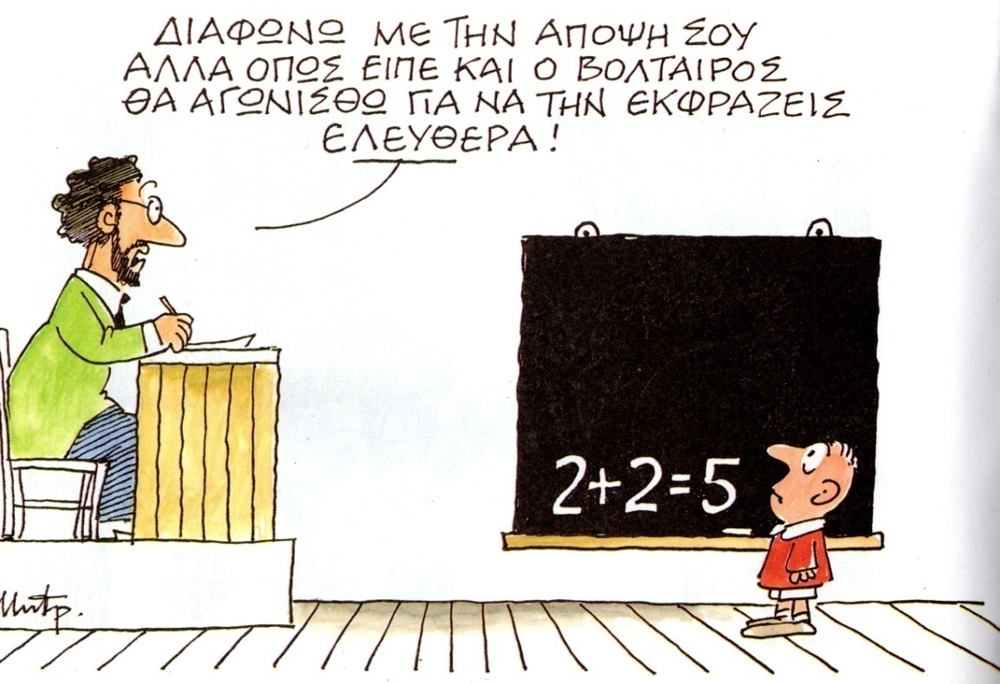 ΔΙΑΦΩΝΩ ΜΕ ΤΗΝ ΑΠΟΨΗ ΣΟΥ
ΑΛΛΑ ΟΠΩΣ ΕΙΠΕ ΚΑΙ Ο ΒΟΛΤΑΙΡΟΣ
ΘΑ ΑΓΩΝΙΣΘΩ ΓΙΑ ΝΑ ΤΗΝ ΕΚΦΡΑΖΕΙΣ
ΕΛΕΥΘΕΡΑ!
2+2=5